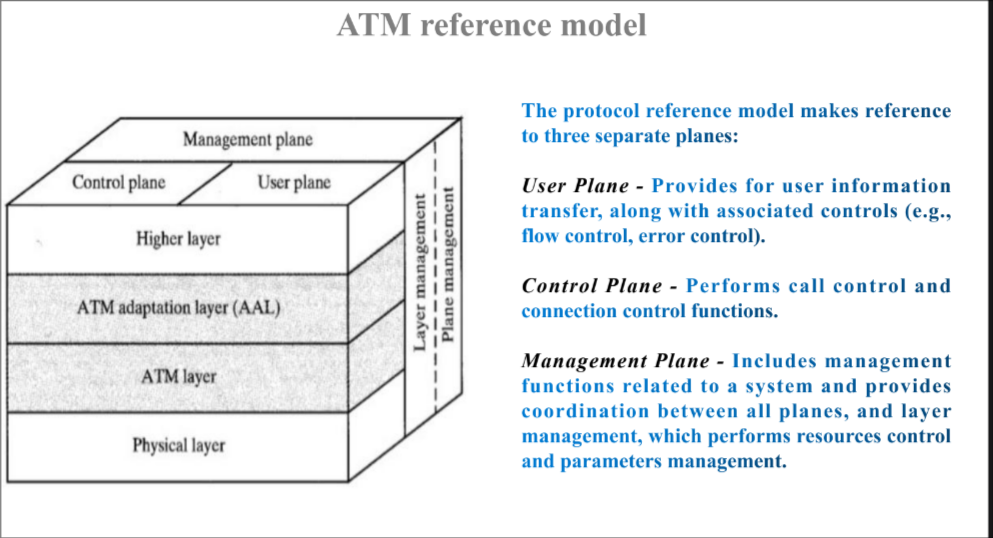 ATM reference model
Management plane
Control plane
User plane
Higher layer
ATM adaptation layer (AAL)
ATM layer
Physical layer
Layer management
Plane management
The protocol reference model makes reference
to three separate planes:
User Plane - Provides for user information
transfer, along with associated controls (e.g.,
flow control, error control).
Control Plane - Performs call control and
connection control functions.
Management Plane - Includes management
functions related to a system and provides
coordination between all planes, and layer
management, which performs resources control
and parameters management.